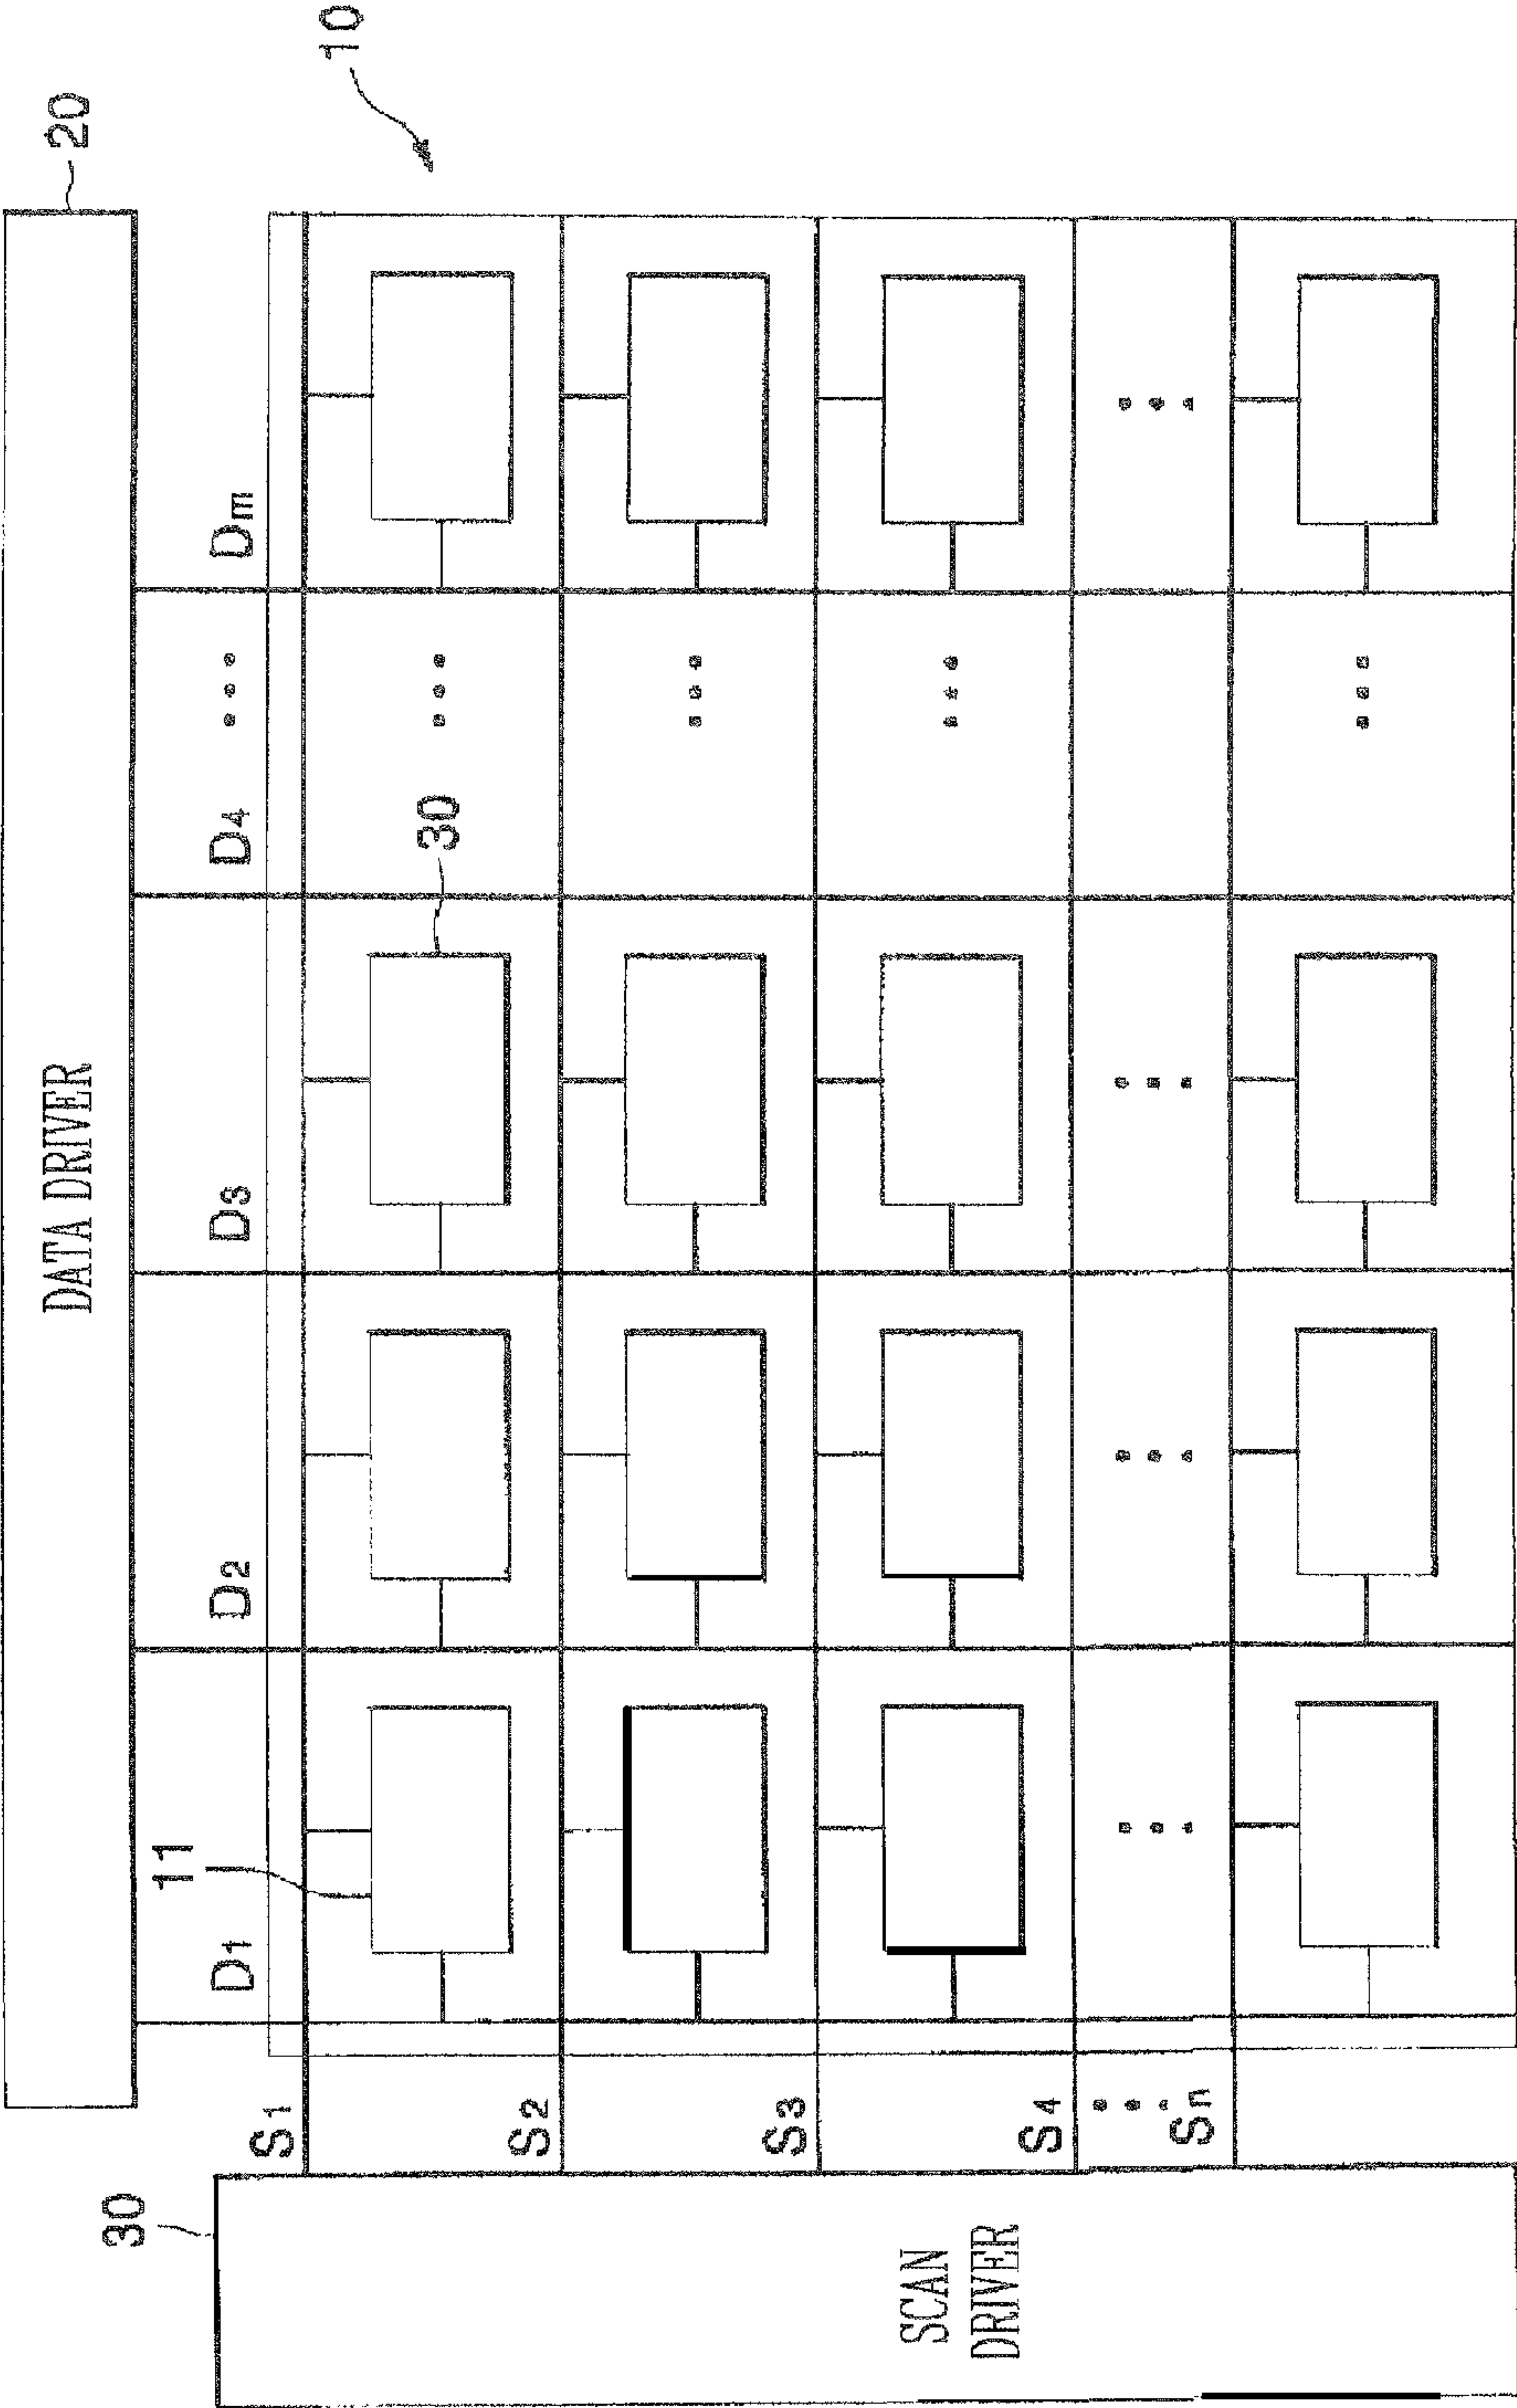 20
DATA DRIVER
10
11
D1
D2
D3
D4
...
Dm
30
30
S1
S2
S3
S4
...
Sn
SCAN
DRIVER